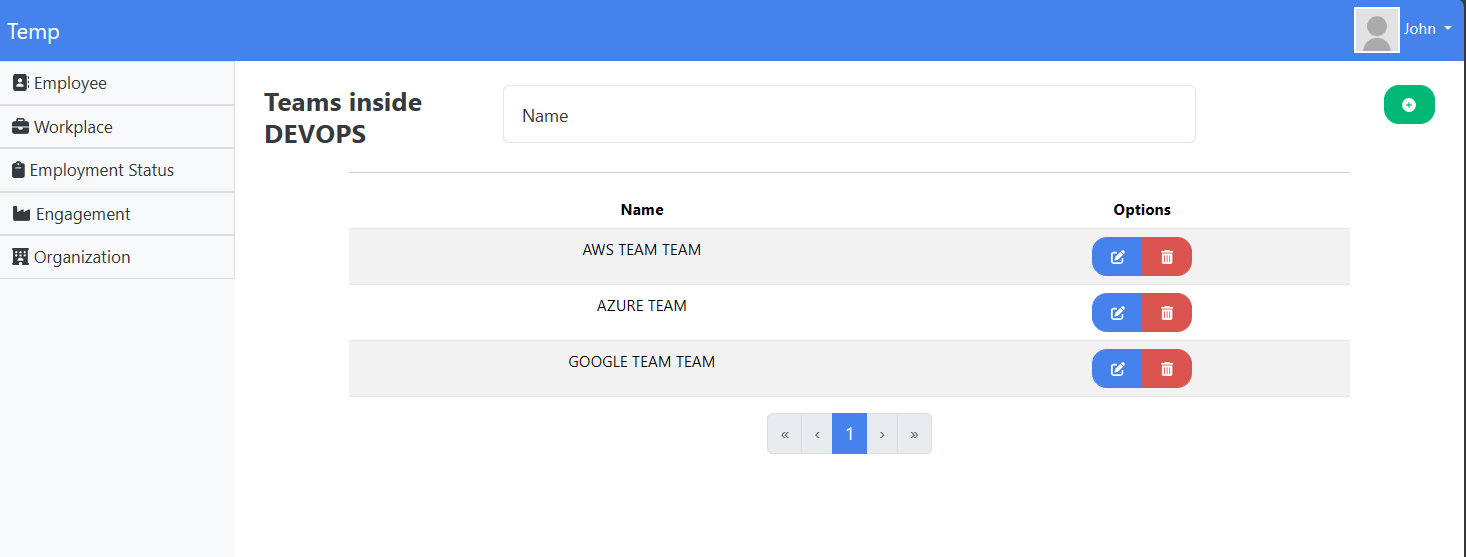 Temp
John
Employee
Workplace
Employment Status
Engagement
Organization
Teams inside
DEVOPS
Name
Name Options
AWS TEAM TEAM
AZURE TEAM
GOOGLE TEAM TEAM
« ‹ 1 › »